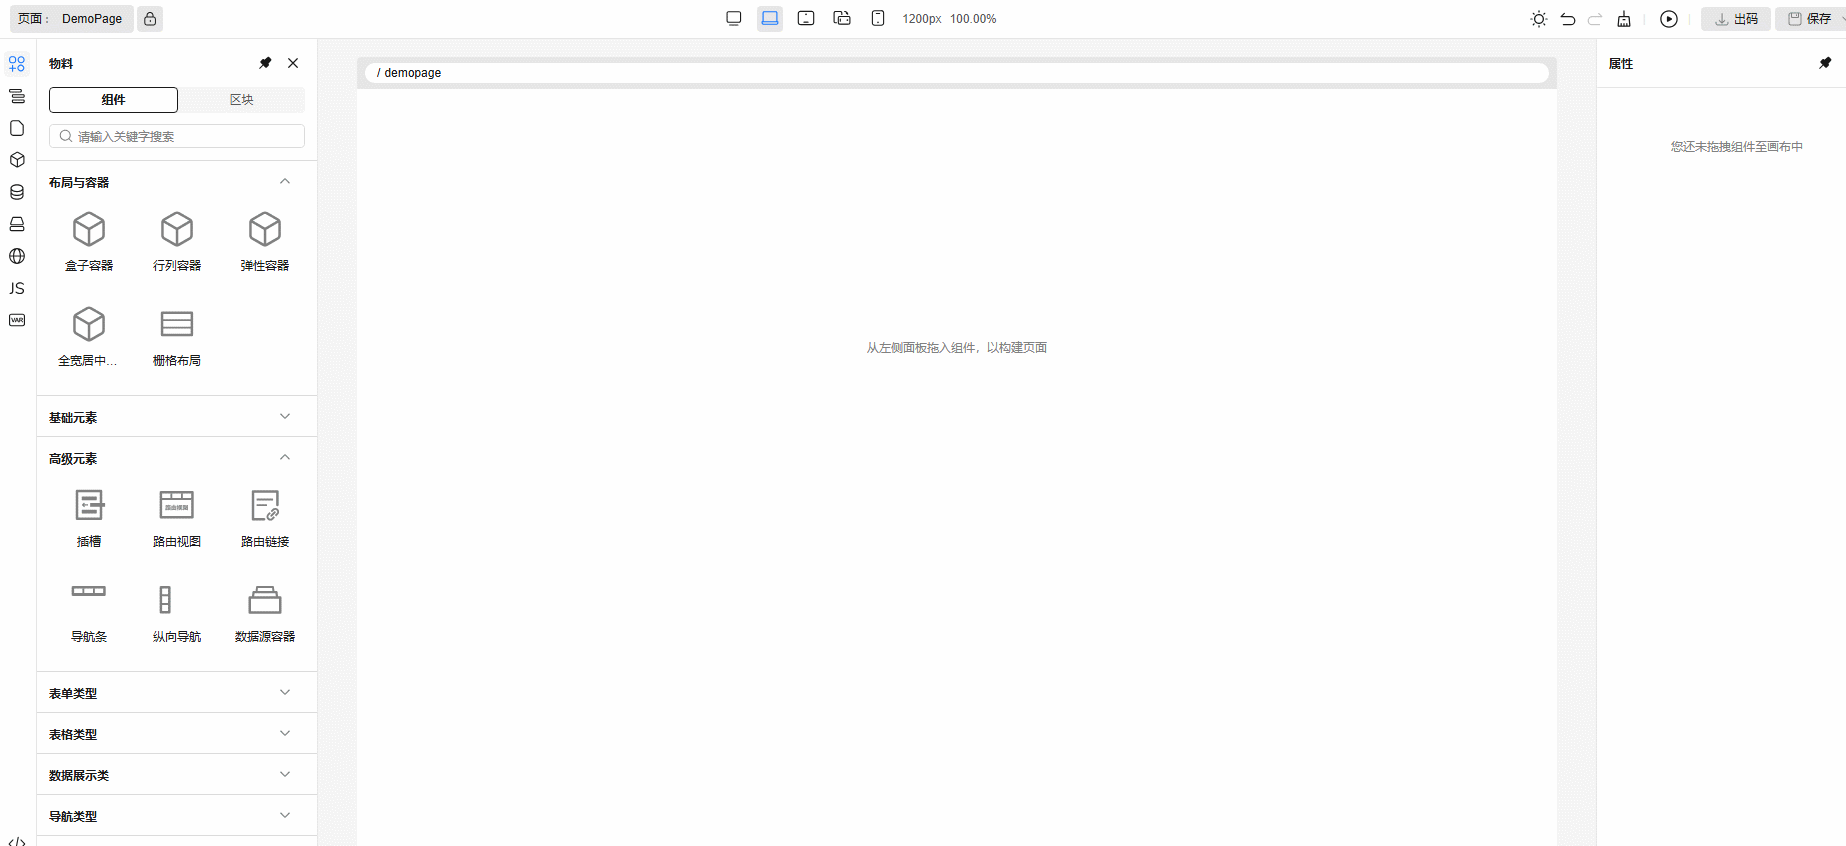 页面： DemoPage
1200px 100.00%
出码
保存
物料
组件
区块
请输入关键字搜索
布局与容器
盒子容器
行列容器
弹性容器
全宽居中...
栅格布局
基础元素
高级元素
插槽
路由视图
路由链接
导航条
纵向导航
数据源容器
表单类型
表格类型
数据展示类
导航类型
JS
VAR
/ demopage
从左侧面板拖入组件，以构建页面
属性
您还未拖拽组件至画布中